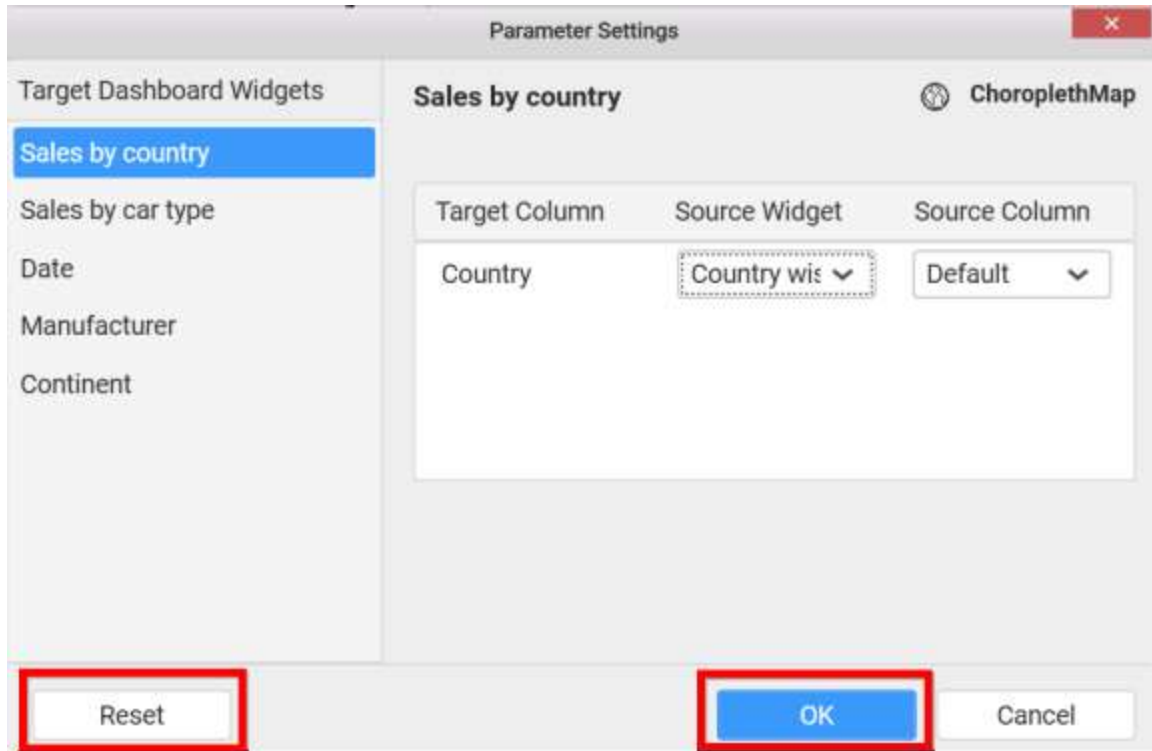 Parameter Settings
Target Dashboard Widgets
Sales by country
Sales by car type
Date
Manufacturer
Continent
Sales by country
ChoroplethMap
Target Column Source Widget Source Column
Country Country wis Default
Reset OK Cancel